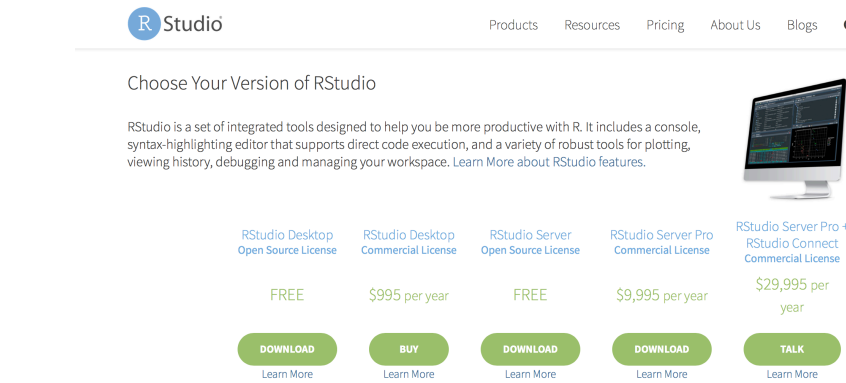 R Studio®
Products Resources Pricing About Us Blogs
Choose Your Version of RStudio
RStudio is a set of integrated tools designed to help you be more productive with R. It includes a console,
syntax-highlighting editor that supports direct code execution, and a variety of robust tools for plotting,
viewing history, debugging and managing your workspace. Learn More about RStudio features.
RStudio Desktop
Open Source License
FREE
DOWNLOAD
Learn More
RStudio Desktop
Commercial License
$995 per year
BUY
Learn More
RStudio Server
Open Source License
FREE
DOWNLOAD
Learn More
RStudio Server Pro
Commercial License
$9,995 per year
DOWNLOAD
Learn More
RStudio Server Pro +
RStudio Connect
Commercial License
$29,995 per
year
TALK
Learn More